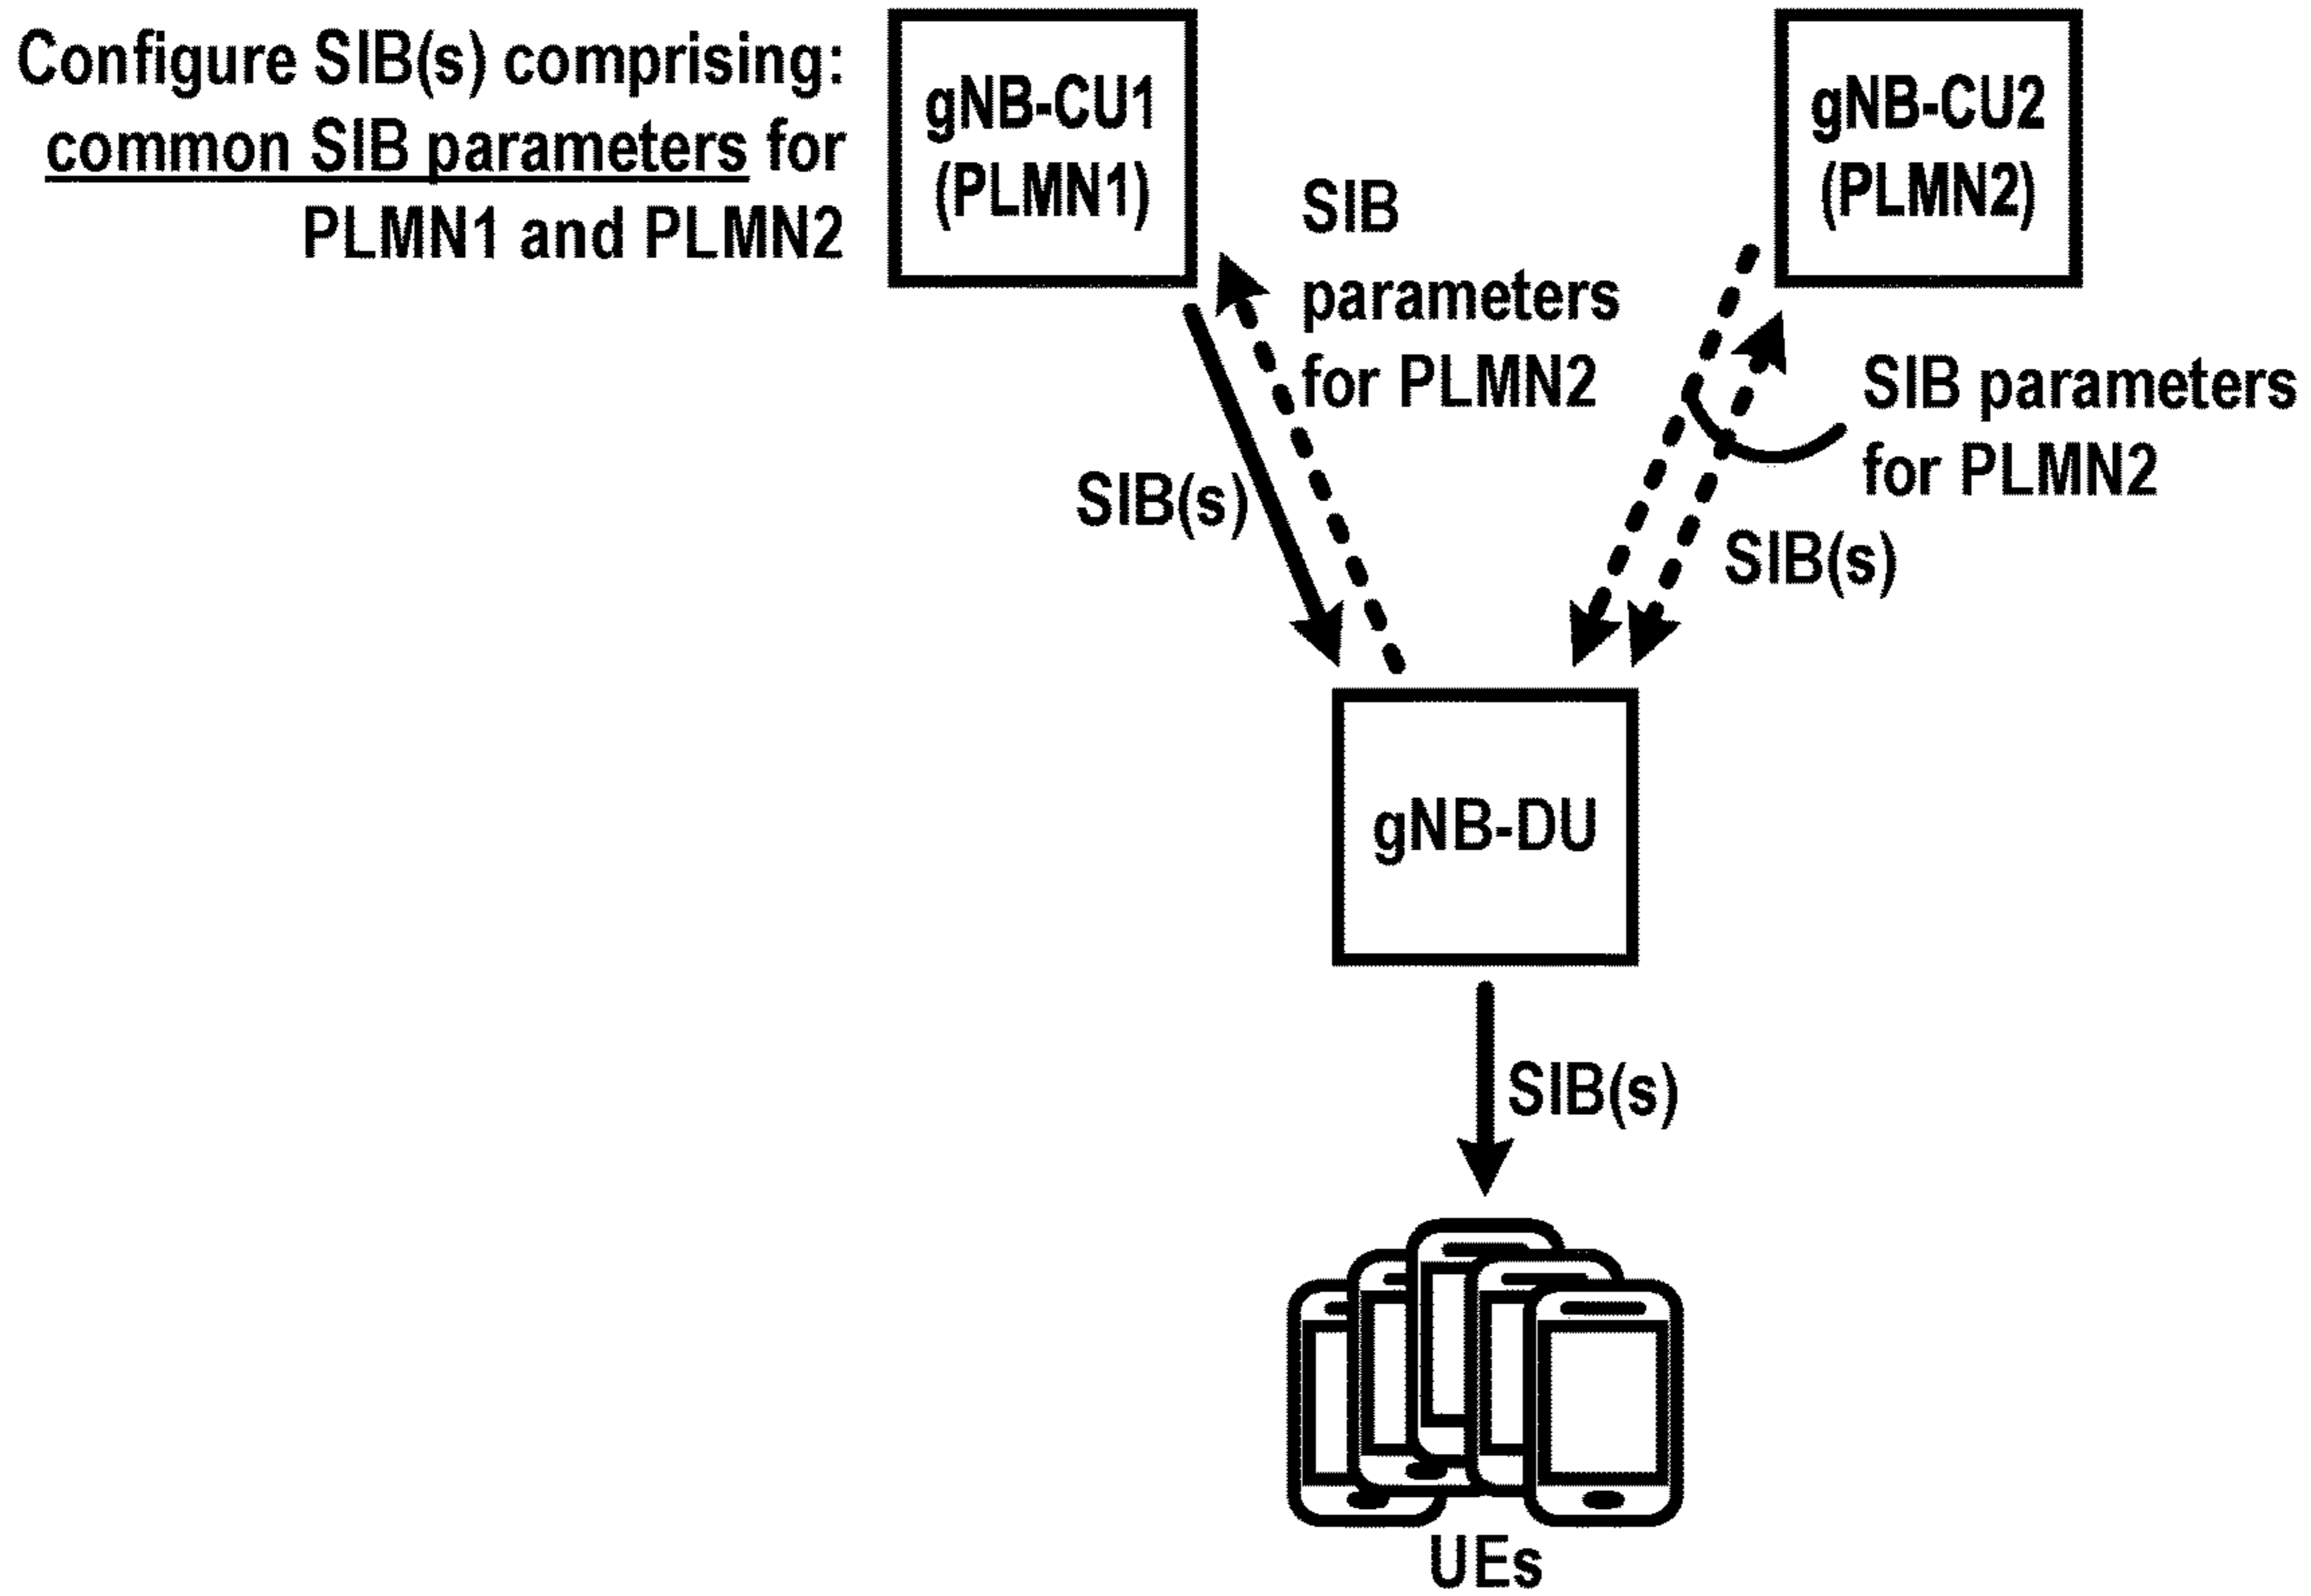 Configure SIB(s) comprising:
common SIB parameters for
PLMN1 and PLMN2
gNB-CU1
(PLMN1)
gNB-CU2
(PLMN2)
SIB
parameters
for PLMN2
SIB parameters
for PLMN2
SIB(s)
SIB(s)
gNB-DU
SIB(s)
UEs